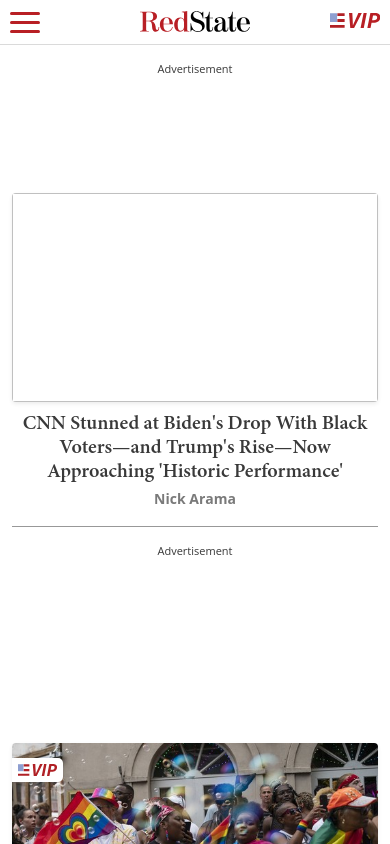 RedState
VIP
Advertisement
CNN Stunned at Biden's Drop With Black
Voters—and Trump's Rise—Now
Approaching 'Historic Performance'
Nick Arama
Advertisement
VIP